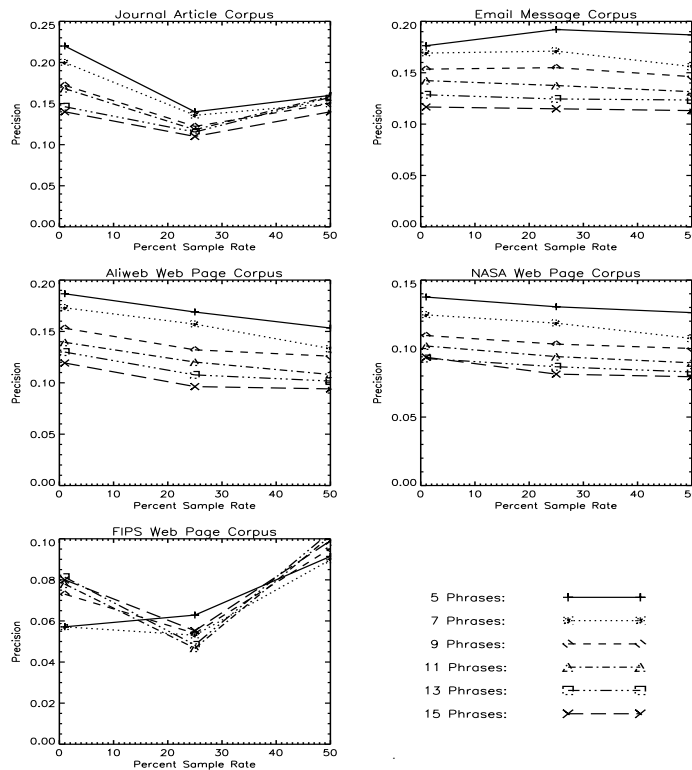 Journal Article Corpus
0.25
0.20
0.15
0.10
0.05
0.00
Precision
0 10 20 30 40 50
Percent Sample Rate
Email Message Corpus
0.20
0.15
0.10
0.05
0.00
Precision
0 10 20 30 40 50
Percent Sample Rate
Aliweb Web Page Corpus
0.20
0.15
0.10
0.05
0.00
Precision
0 10 20 30 40 50
Percent Sample Rate
NASA Web Page Corpus
0.15
0.10
0.05
0.00
Precision
0 10 20 30 40 50
Percent Sample Rate
FIPS Web Page Corpus
0.10
0.08
0.06
0.04
0.02
0.00
Precision
0 10 20 30 40 50
Percent Sample Rate
5 Phrases:
7 Phrases:
9 Phrases:
11 Phrases:
13 Phrases:
15 Phrases: